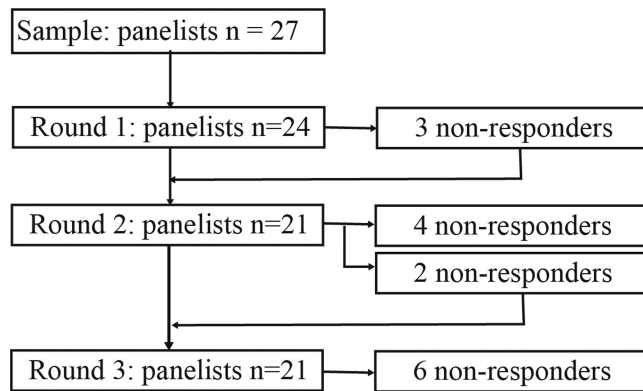 Sample: panelists n = 27
Round 1: panelists n=24
3 non-responders
Round 2: panelists n=21
4 non-responders
2 non-responders
Round 3: panelists n=21
6 non-responders